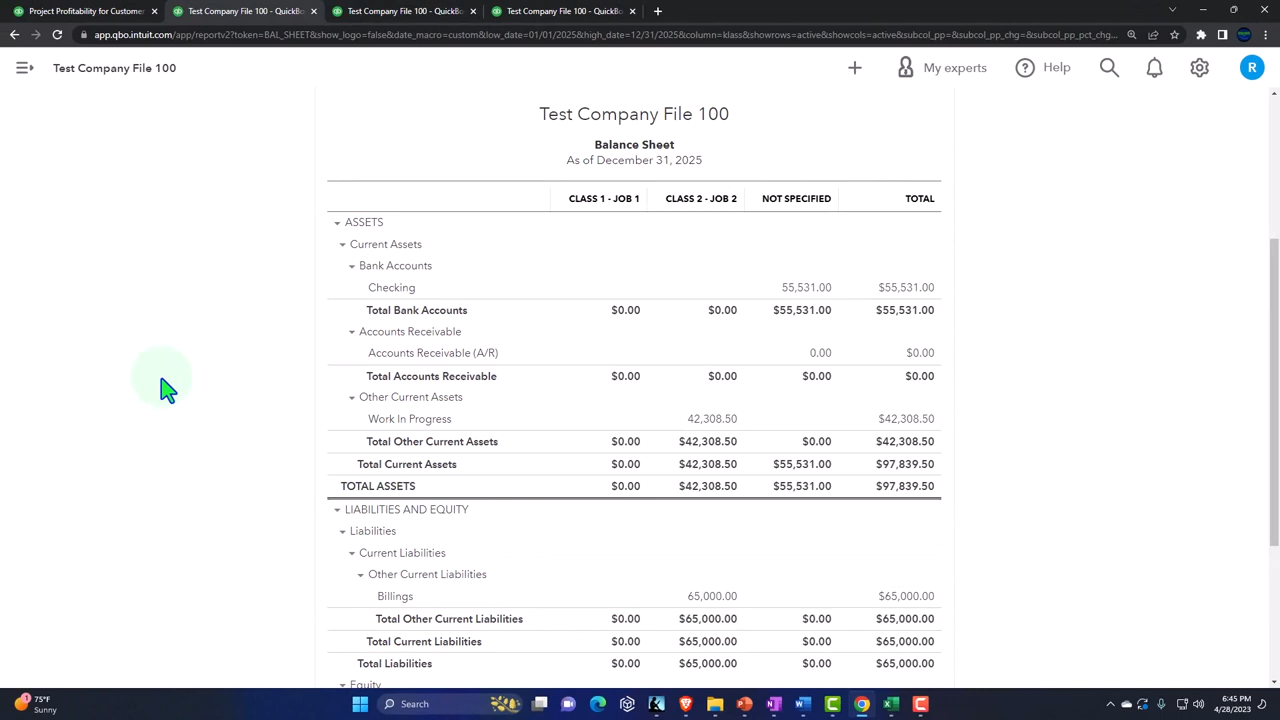 Project Profitability for Customer
Test Company File 100 - QuickBo
Test Company File 100 - QuickBo
Test Company File 100 - QuickBo
app.qbo.intuit.com/app/reportv2?token=BAL_SHEET&show_logo=false&date_macro=custom&low_date=01/01/2025&high_date=12/31/2025&column=klass&showrows=active&showcols=active&subcol_pp=&subcol_pp_chg=&subcol_pp_pct_chg...
Test Company File 100
My experts
Help
R
Test Company File 100
Balance Sheet
As of December 31, 2025
CLASS 1 - JOB 1 CLASS 2 - JOB 2 NOT SPECIFIED TOTAL
ASSETS
Current Assets
Bank Accounts
Checking 55,531.00 $55,531.00
Total Bank Accounts $0.00 $0.00 $55,531.00 $55,531.00
Accounts Receivable
Accounts Receivable (A/R) 0.00 $0.00
Total Accounts Receivable $0.00 $0.00 $0.00 $0.00
Other Current Assets
Work In Progress 42,308.50 $42,308.50
Total Other Current Assets $0.00 $42,308.50 $0.00 $42,308.50
Total Current Assets $0.00 $42,308.50 $55,531.00 $97,839.50
TOTAL ASSETS $0.00 $42,308.50 $55,531.00 $97,839.50
LIABILITIES AND EQUITY
Liabilities
Current Liabilities
Other Current Liabilities
Billings 65,000.00 $65,000.00
Total Other Current Liabilities $0.00 $65,000.00 $0.00 $65,000.00
Total Current Liabilities $0.00 $65,000.00 $0.00 $65,000.00
Total Liabilities $0.00 $65,000.00 $0.00 $65,000.00
Equity
75°F
Sunny
Search
6:45 PM
4/28/2023